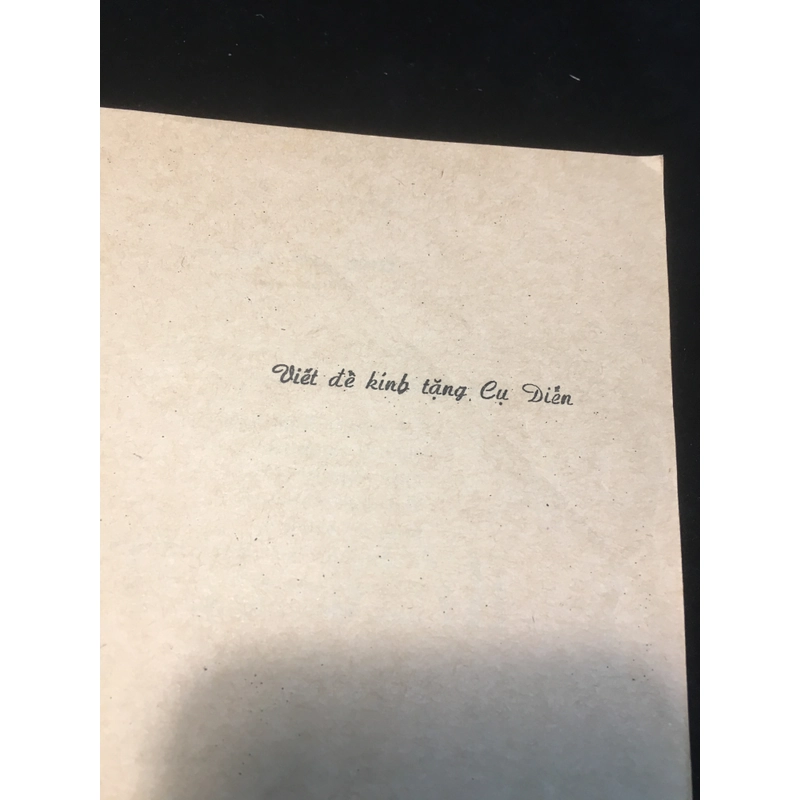 Viết để kính tặng Cụ Diễn